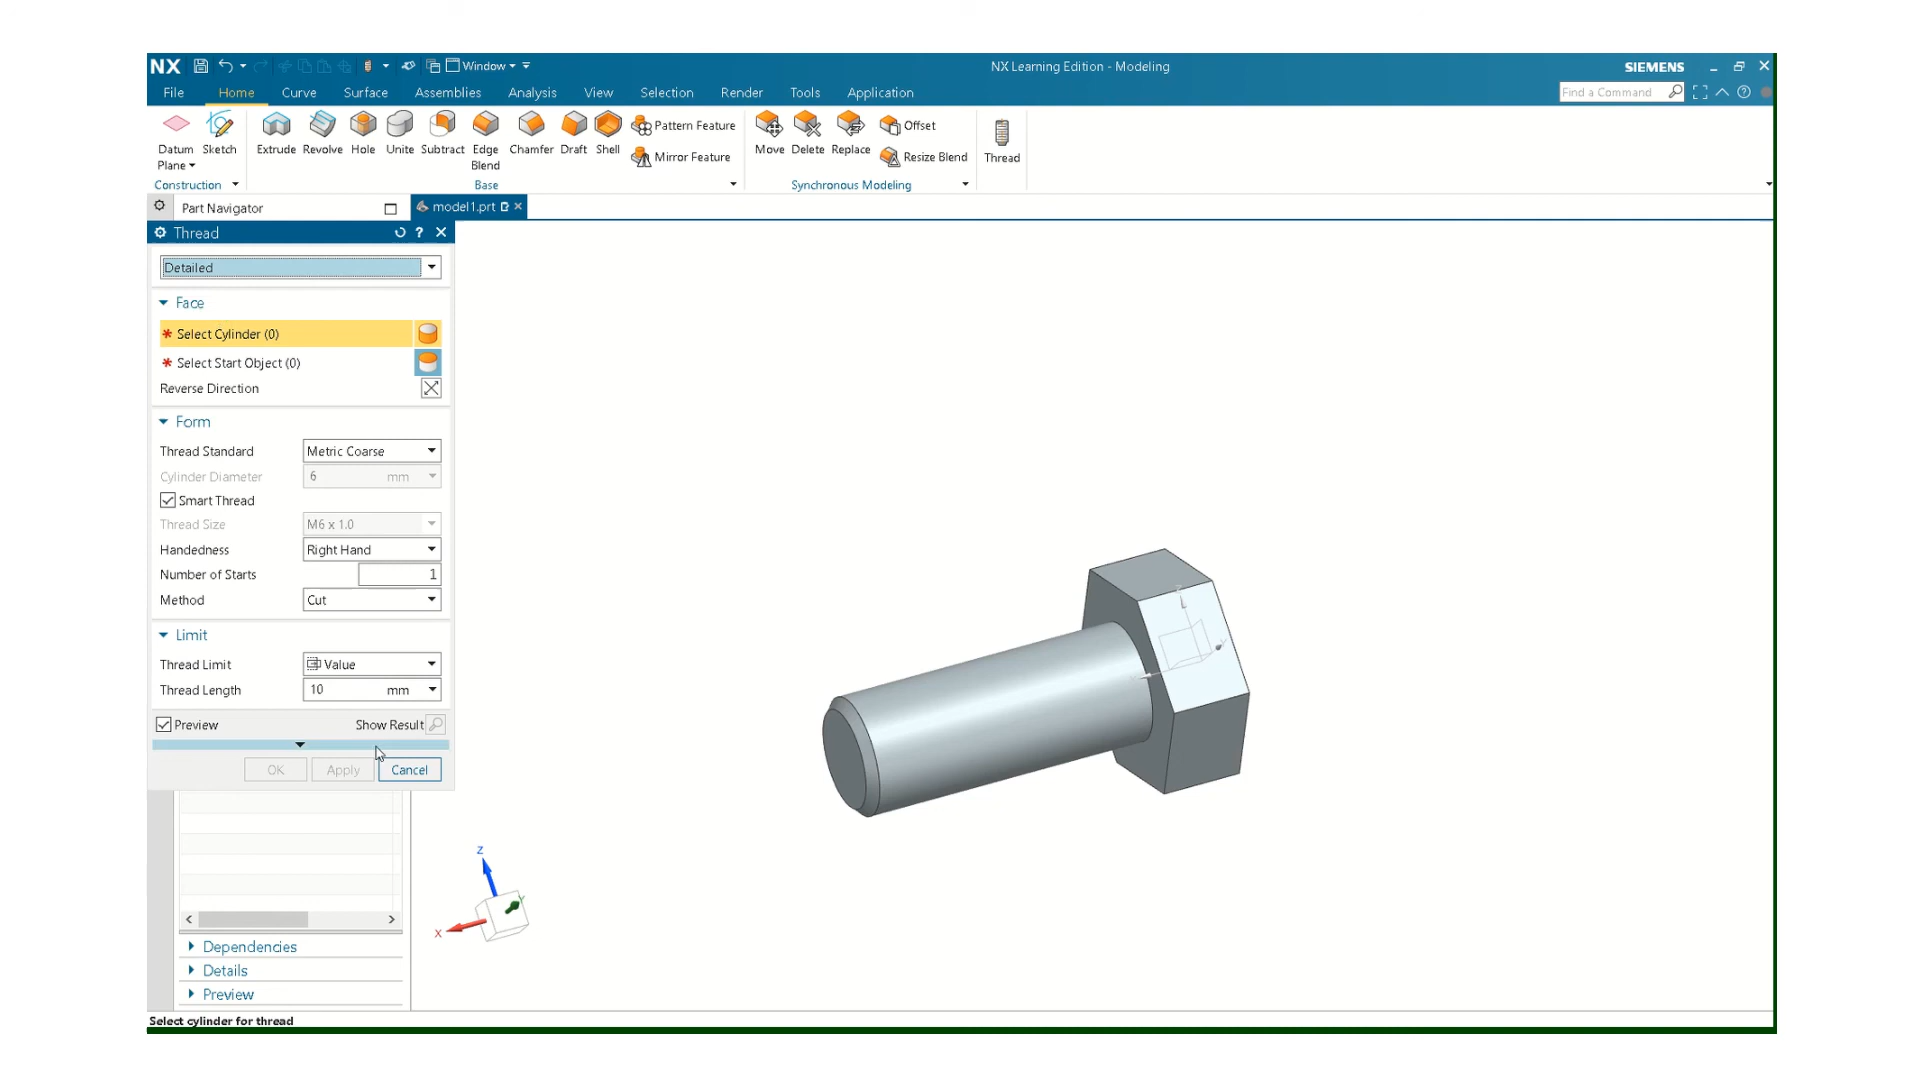 NX Window NX Learning Edition - Modeling SIEMENS
File Home Curve Surface Assemblies Analysis View Selection Render Tools Application Find a Command
Datum Plane Sketch Extrude Revolve Hole Unite Subtract Edge Blend Chamfer Draft Shell Pattern Feature Mirror Feature Move Delete Replace Offset Resize Blend Thread
Construction Base Synchronous Modeling
Part Navigator model1.prt
Thread
Detailed
Face
* Select Cylinder (0)
* Select Start Object (0)
Reverse Direction
Form
Thread Standard Metric Coarse
Cylinder Diameter 6 mm
Smart Thread
Thread Size M6 x 1.0
Handedness Right Hand
Number of Starts 1
Method Cut
Limit
Thread Limit Value
Thread Length 10 mm
Preview Show Result
OK Apply Cancel
Z
X
Dependencies
Details
Preview
Select cylinder for thread